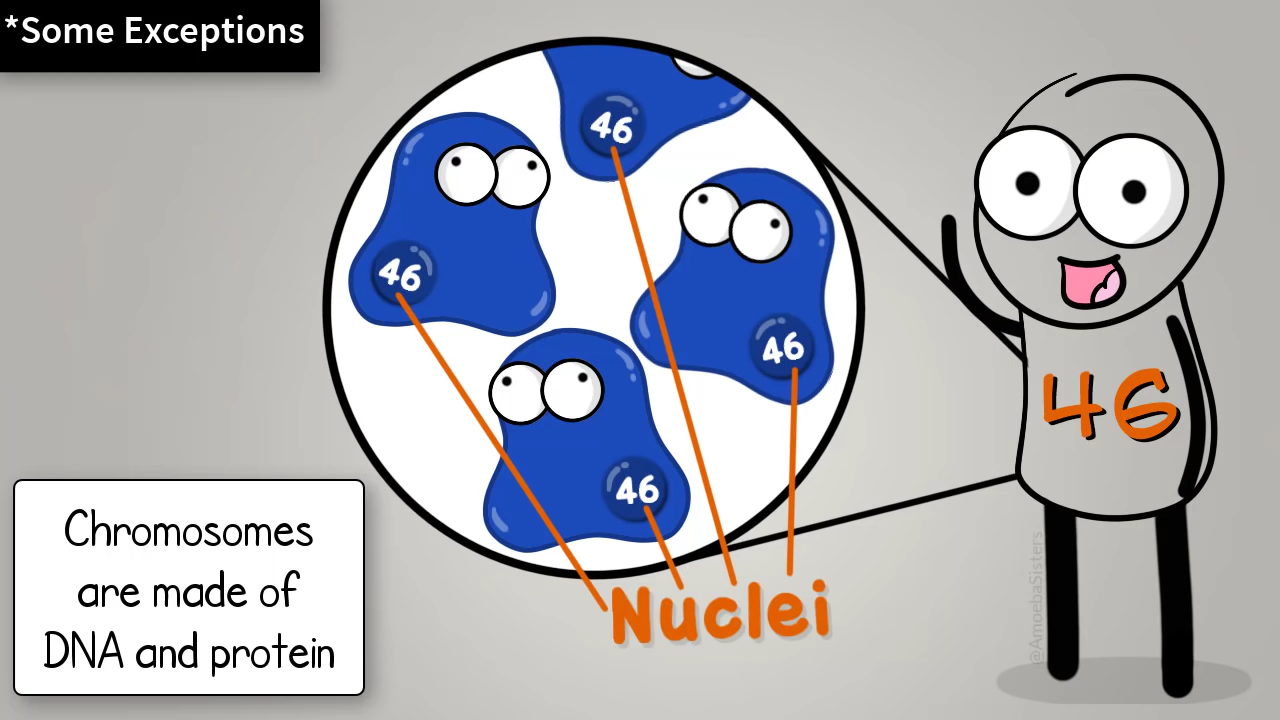 *Some Exceptions
46
46
46
46
46
Nuclei
Chromosomes
are made of
DNA and protein
@AmoebaSisters